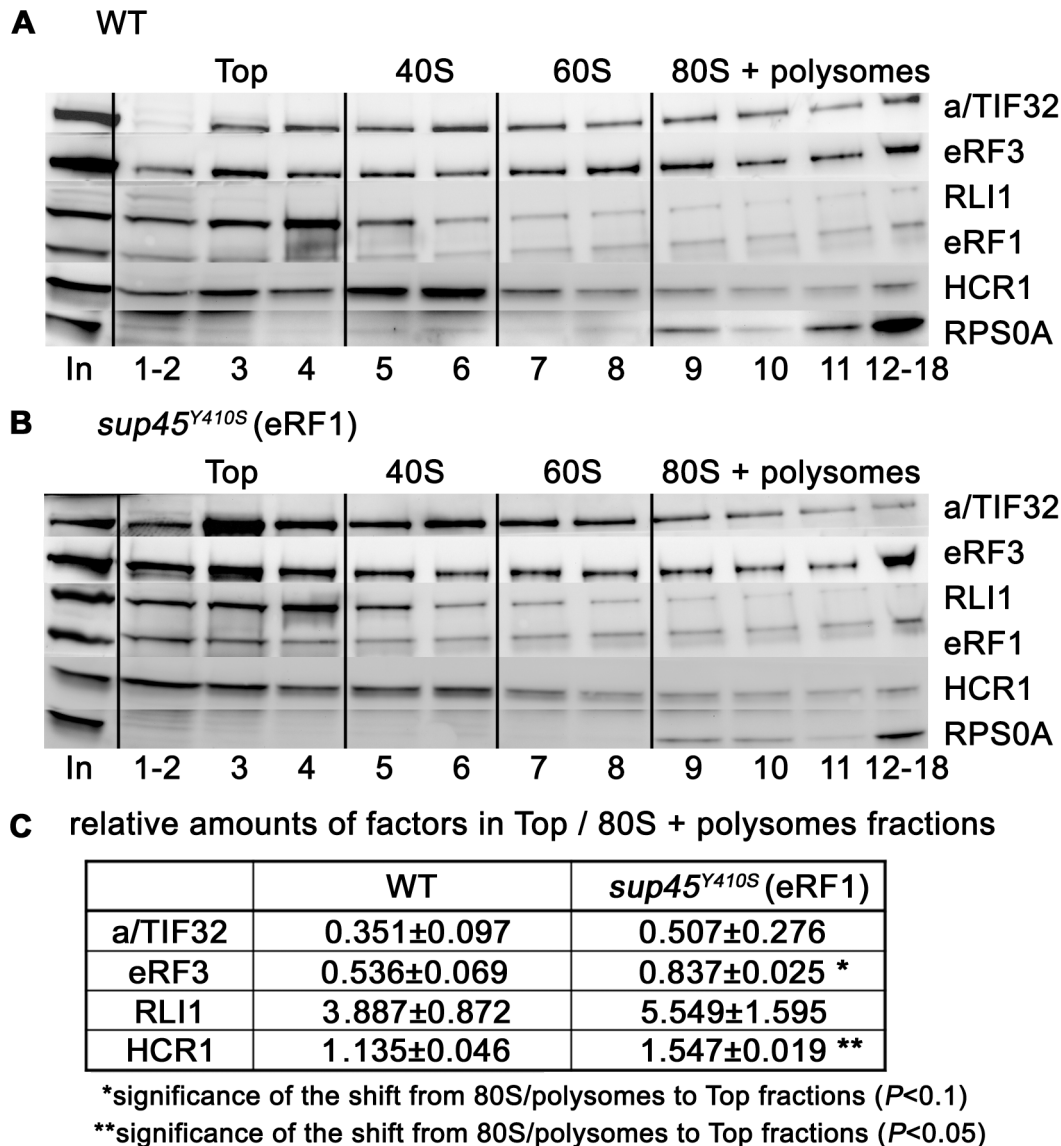 A WT
Top 40S 60S 80S + polysomes
a/TIF32
eRF3
RLI1
eRF1
HCR1
RPS0A
In 1-2 3 4 5 6 7 8 9 10 11 12-18
B sup45Y410S (eRF1)
Top 40S 60S 80S + polysomes
a/TIF32
eRF3
RLI1
eRF1
HCR1
RPS0A
In 1-2 3 4 5 6 7 8 9 10 11 12-18
C relative amounts of factors in Top / 80S + polysomes fractions
WT sup45Y410S (eRF1)
a/TIF32 0.351±0.097 0.507±0.276
eRF3 0.536±0.069 0.837±0.025 *
RLI1 3.887±0.872 5.549±1.595
HCR1 1.135±0.046 1.547±0.019 **
*significance of the shift from 80S/polysomes to Top fractions (P<0.1)
**significance of the shift from 80S/polysomes to Top fractions (P<0.05)